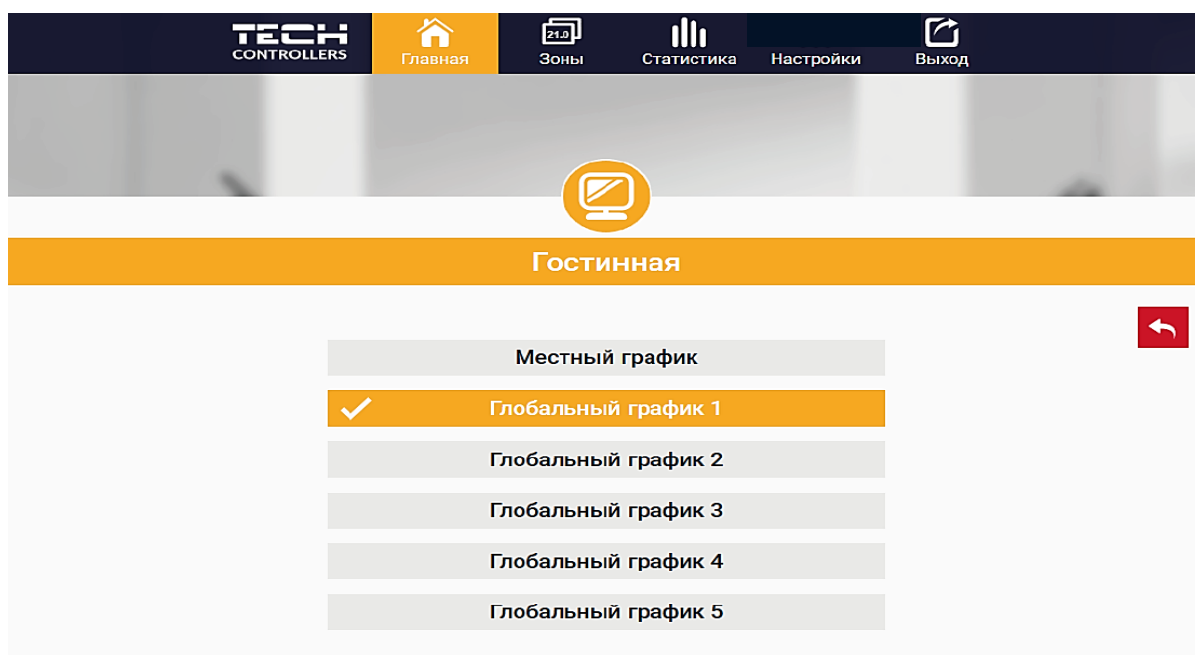 TECH
CONTROLLERS
Главная
21.0
Зоны
Статистика
Настройки
Выход
Гостинная
Местный график
Глобальный график 1
Глобальный график 2
Глобальный график 3
Глобальный график 4
Глобальный график 5